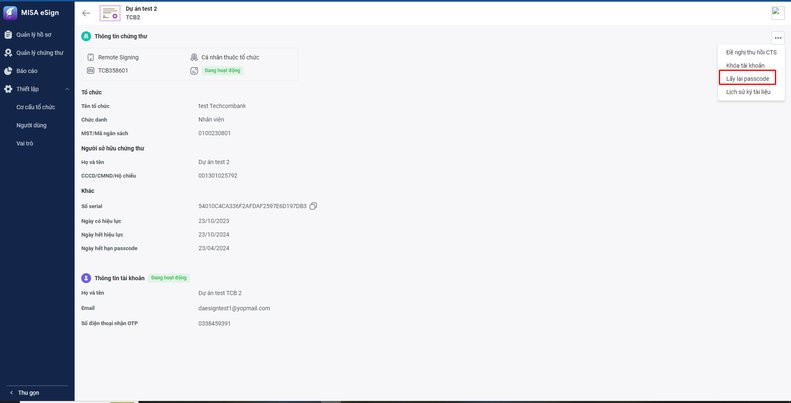 MISA eSign
Dự án test 2
TCB2
Quản lý hồ sơ
Quản lý chứng thư
Báo cáo
Thiết lập
Cơ cấu tổ chức
Người dùng
Vai trò
Thu gọn
Thông tin chứng thư
Remote Signing
Cá nhân thuộc tổ chức
TCB358601
Đang hoạt động
Đề nghị thu hồi CTS
Khóa tài khoản
Lấy lại passcode
Lịch sử ký tài liệu
Tổ chức
Tên tổ chức test Techcombank
Chức danh Nhân viên
MST/Mã ngân sách 0100230801
Người sở hữu chứng thư
Họ và tên Dự án test 2
CCCD/CMND/Hộ chiếu 001301025792
Khác
Số serial 54010C4CA336F2AFDAF2597E6D197DB3
Ngày có hiệu lực 23/10/2023
Ngày hết hiệu lực 23/10/2024
Ngày hết hạn passcode 23/04/2024
Thông tin tài khoản Đang hoạt động
Họ và tên Dự án test TCB 2
Email daesigntest1@yopmail.com
Số điện thoại nhận OTP 0338459391